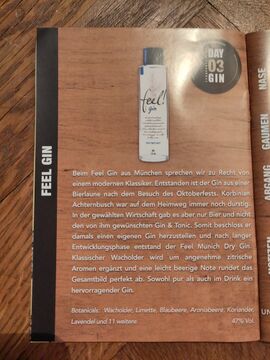 DAY
03
GIN
feel!
Gin
FEEL GIN
Beim Feel Gin aus München sprechen wir zu Recht von
einem modernen Klassiker. Entstanden ist der Gin aus einer
Bierlaune nach dem Besuch des Oktoberfests. Korbinian
Achternbusch war auf dem Heimweg immer noch durstig.
In der gewählten Wirtschaft gab es aber nur Bier und nicht
den von ihm gewünschten Gin & Tonic. Somit beschloss er
damals einen eigenen Gin herzustellen und nach langer
Entwicklungsphase entstand der Feel Munich Dry Gin.
Klassischer Wacholder wird um angenehme zitrische
Aromen ergänzt und eine leicht beerige Note rundet das
Gesamtbild perfekt ab. Sowohl pur als auch im Drink ein
hervorragender Gin.
Botanicals: Wacholder, Limette, Blaubeere, Aroniabeere, Koriander,
Lavendel und 11 weitere
47% Vol.
NASE
GAUMEN